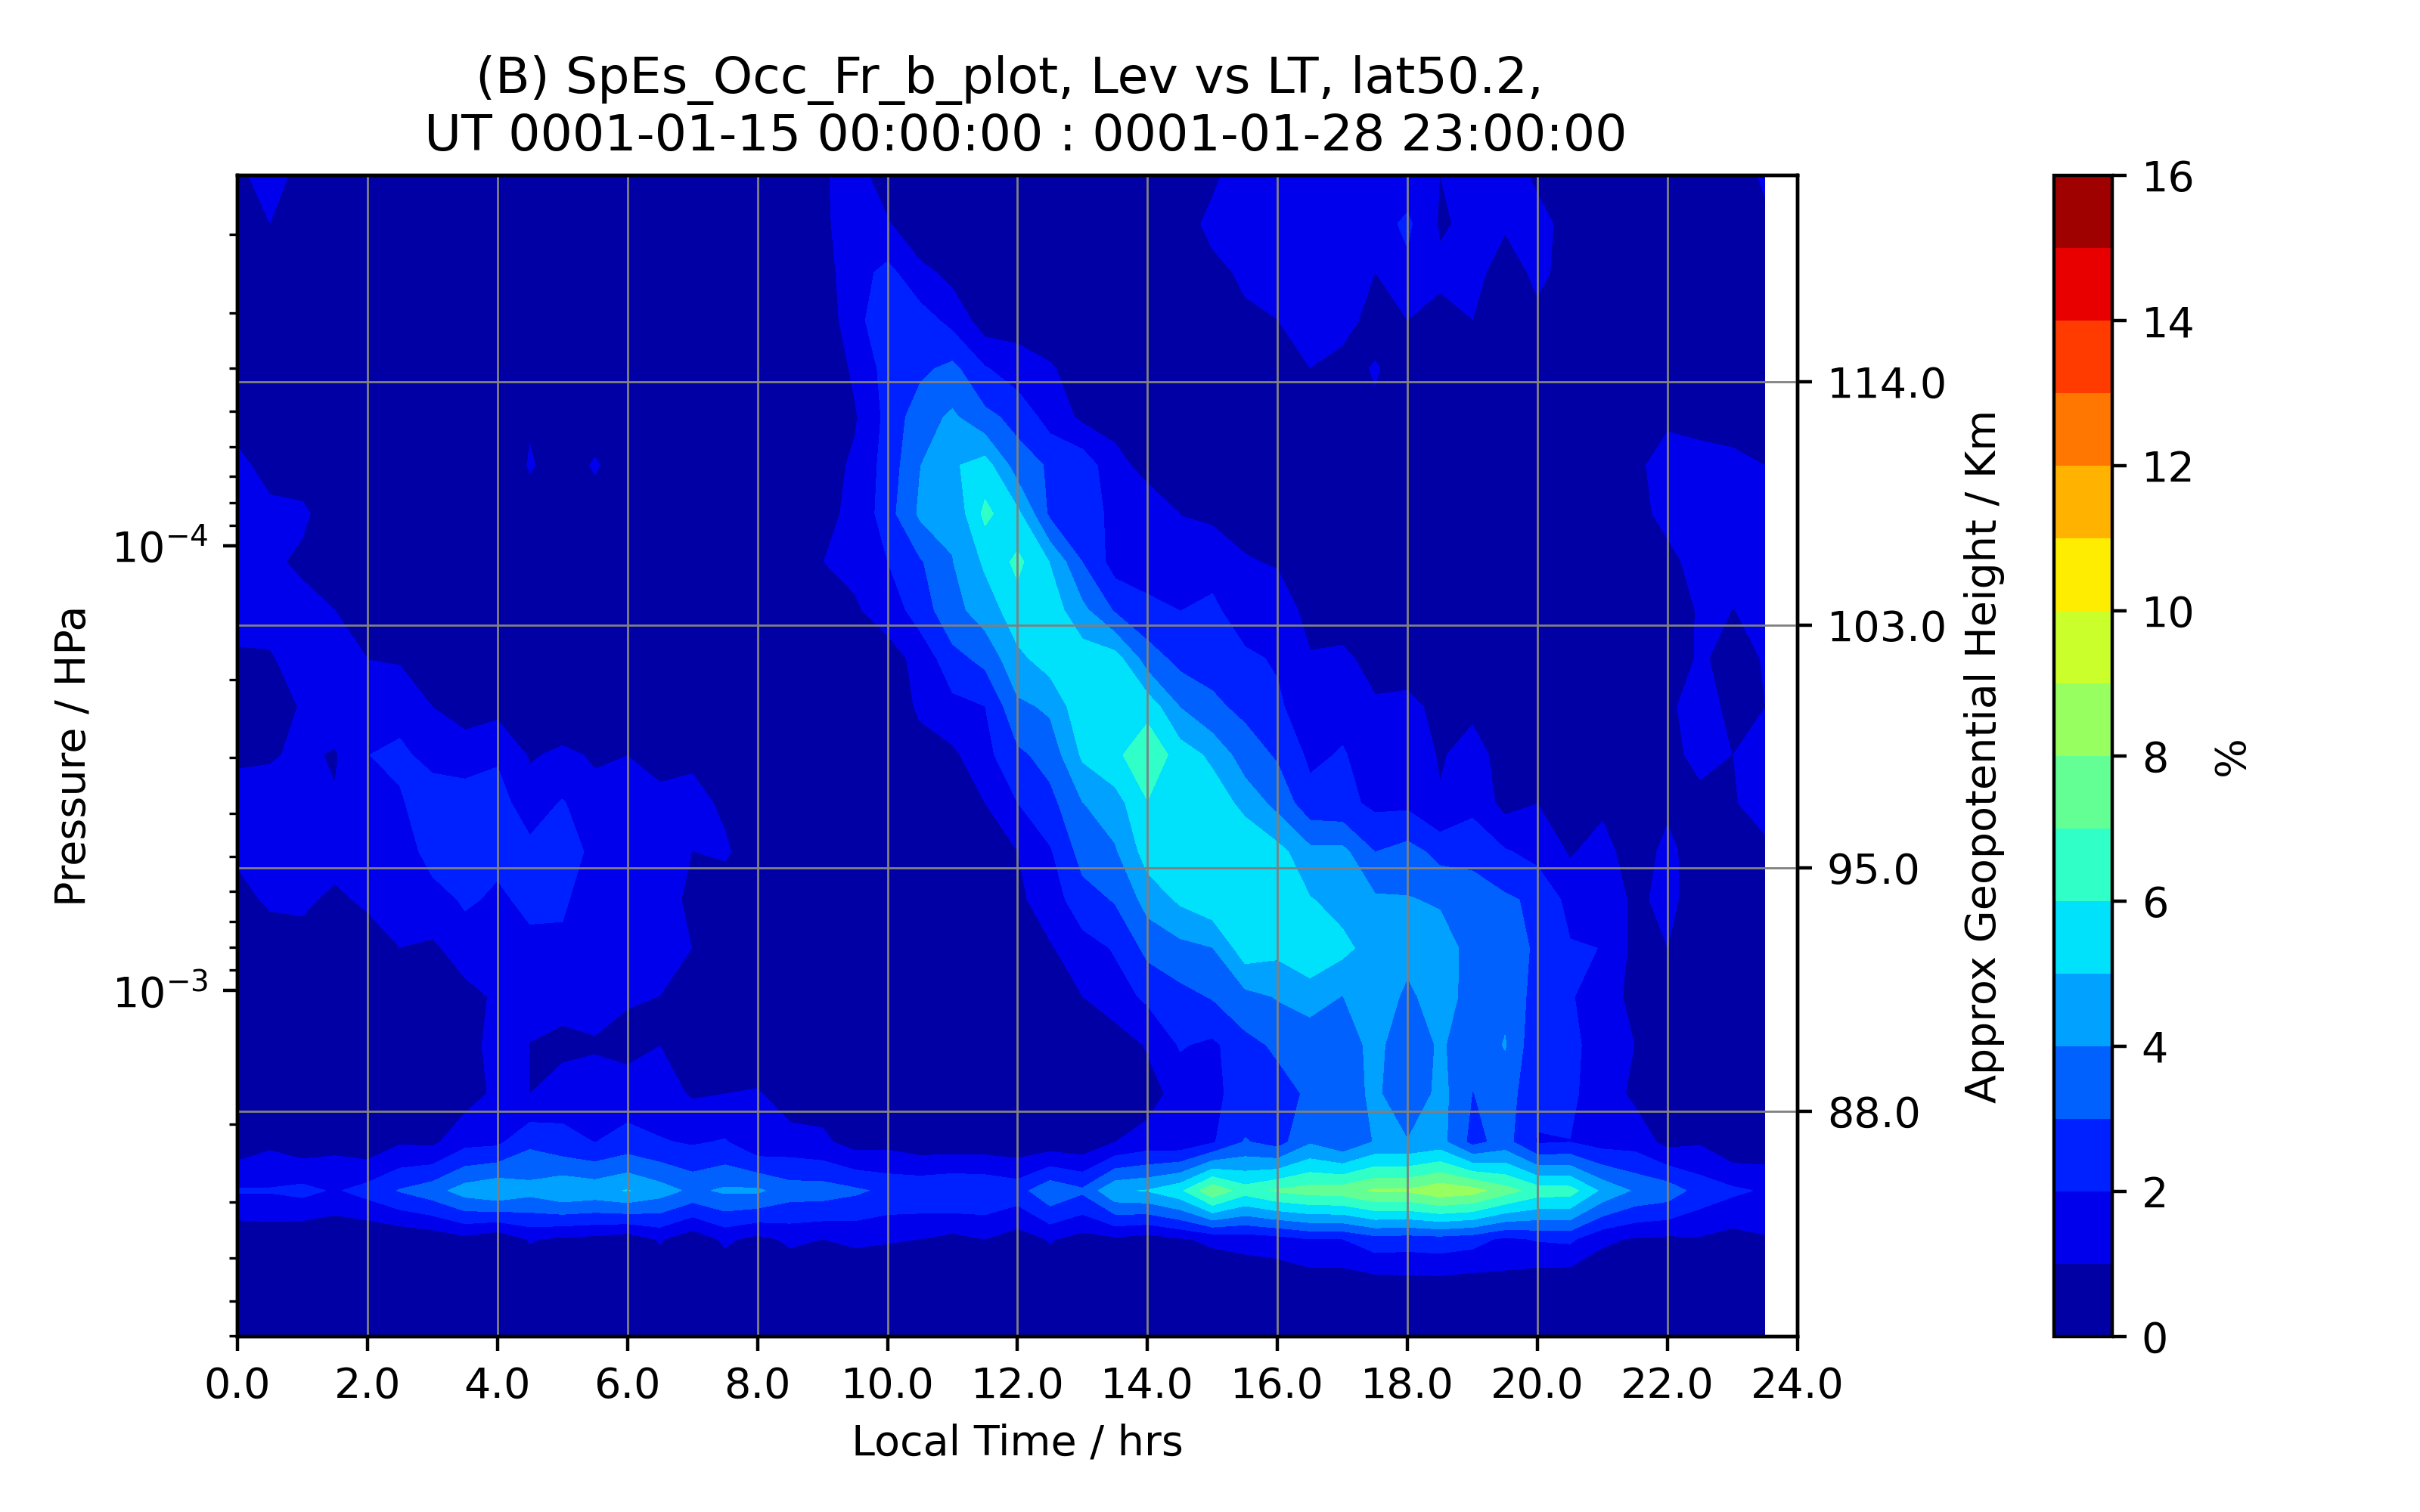 (B) SpEs_Occ_Fr_b_plot, Lev vs LT, lat50.2,
UT 0001-01-15 00:00:00 : 0001-01-28 23:00:00
Pressure / HPa
10⁻⁴
10⁻³
0.0 2.0 4.0 6.0 8.0 10.0 12.0 14.0 16.0 18.0 20.0 22.0 24.0
Local Time / hrs
114.0
103.0
95.0
88.0
Approx Geopotential Height / Km
16
14
12
10
8
6
4
2
0
%